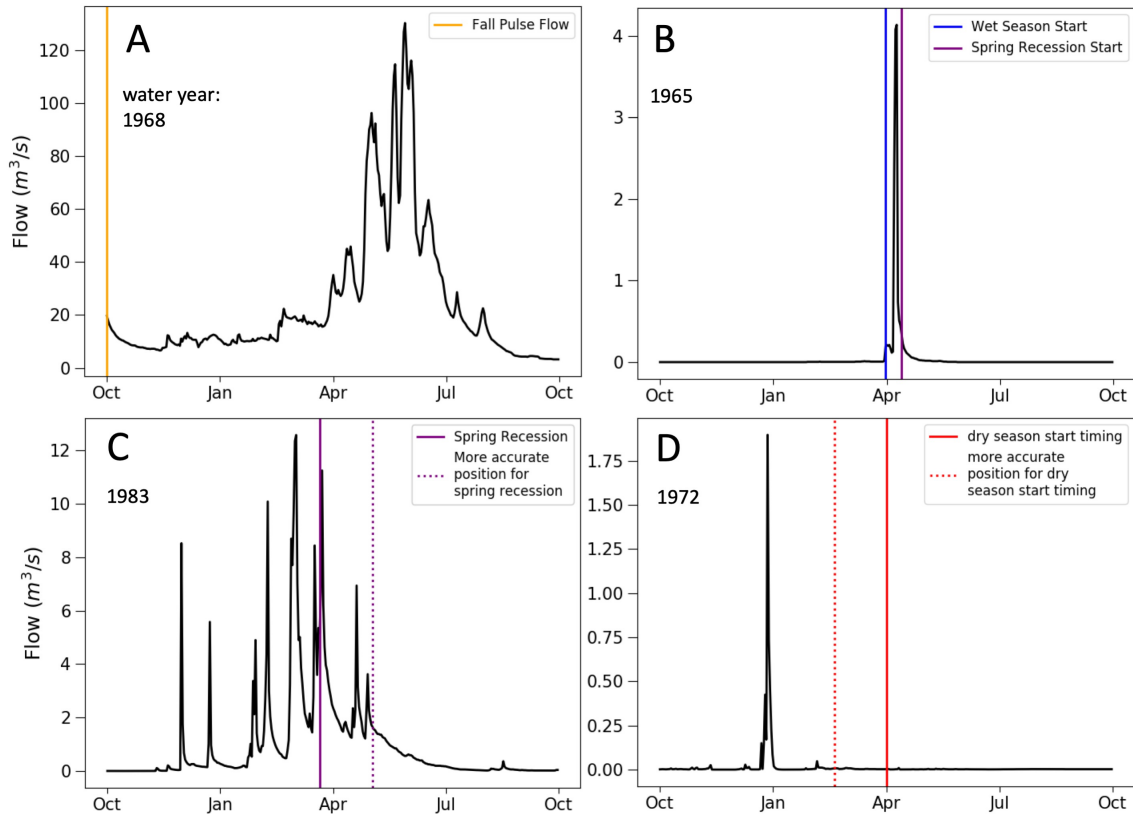 A
Fall Pulse Flow
water year:
1968
Flow (m³/s)
120
100
80
60
40
20
0
Oct
Jan
Apr
Jul
Oct
B
Wet Season Start
Spring Recession Start
1965
4
3
2
1
0
Oct
Jan
Apr
Jul
Oct
C
Spring Recession
More accurate
position for
spring recession
1983
Flow (m³/s)
12
10
8
6
4
2
0
Oct
Jan
Apr
Jul
Oct
D
dry season start timing
more accurate
position for dry
season start timing
1972
1.75
1.50
1.25
1.00
0.75
0.50
0.25
0.00
Oct
Jan
Apr
Jul
Oct